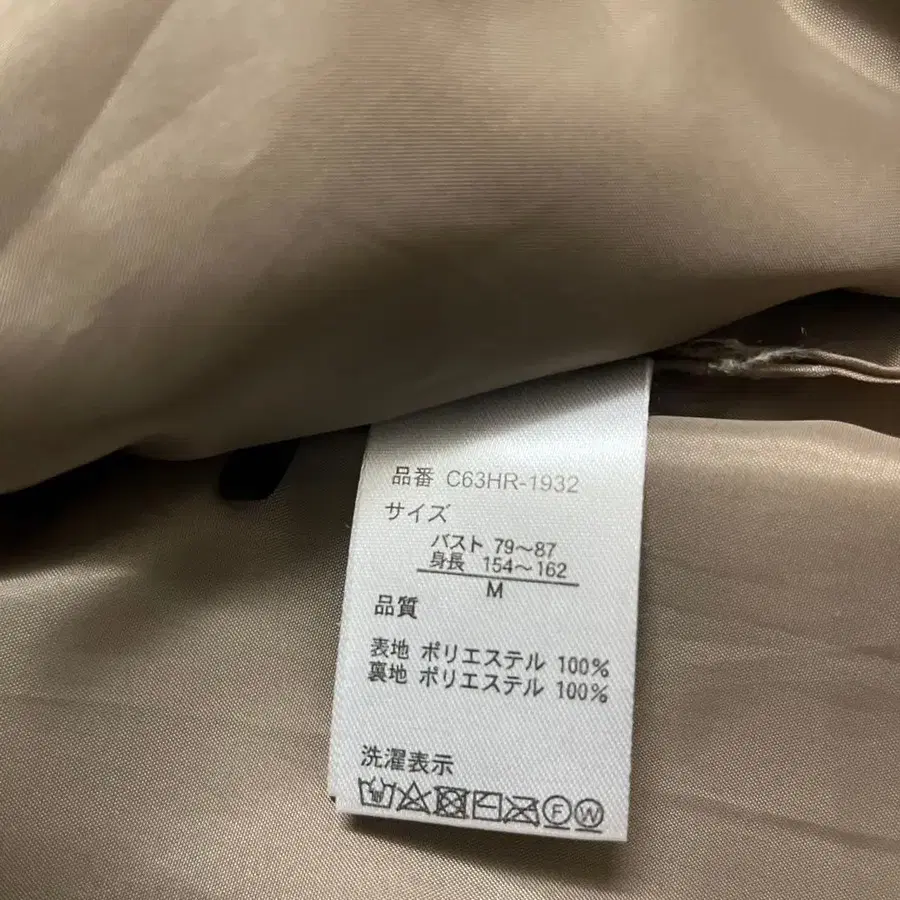 品番 C63HR-1932
サイズ
バスト 79～87
身長 154～162
M
品質
表地 ポリエステル 100%
裏地 ポリエステル 100%
洗濯表示
F W